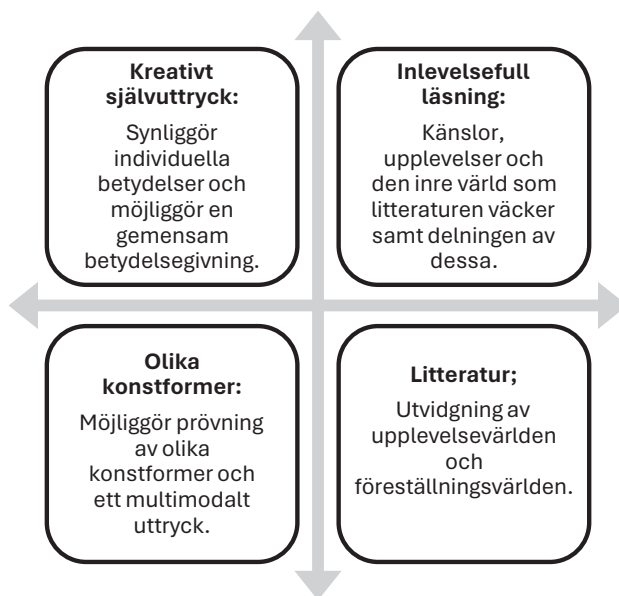 Kreativt
självuttryck:
Synliggör
individuella
betydelser och
möjliggör en
gemensam
betydelsegivning.
Inlevelsefull
läsning:
Känslor,
upplevelser och
den inre värld som
litteraturen väcker
samt delningen av
dessa.
Olika
konstformer:
Möjliggör prövning
av olika
konstformer och
ett multimodalt
uttryck.
Litteratur;
Utvidgning av
upplevelsevärlden
och
föreställningsvärlden.